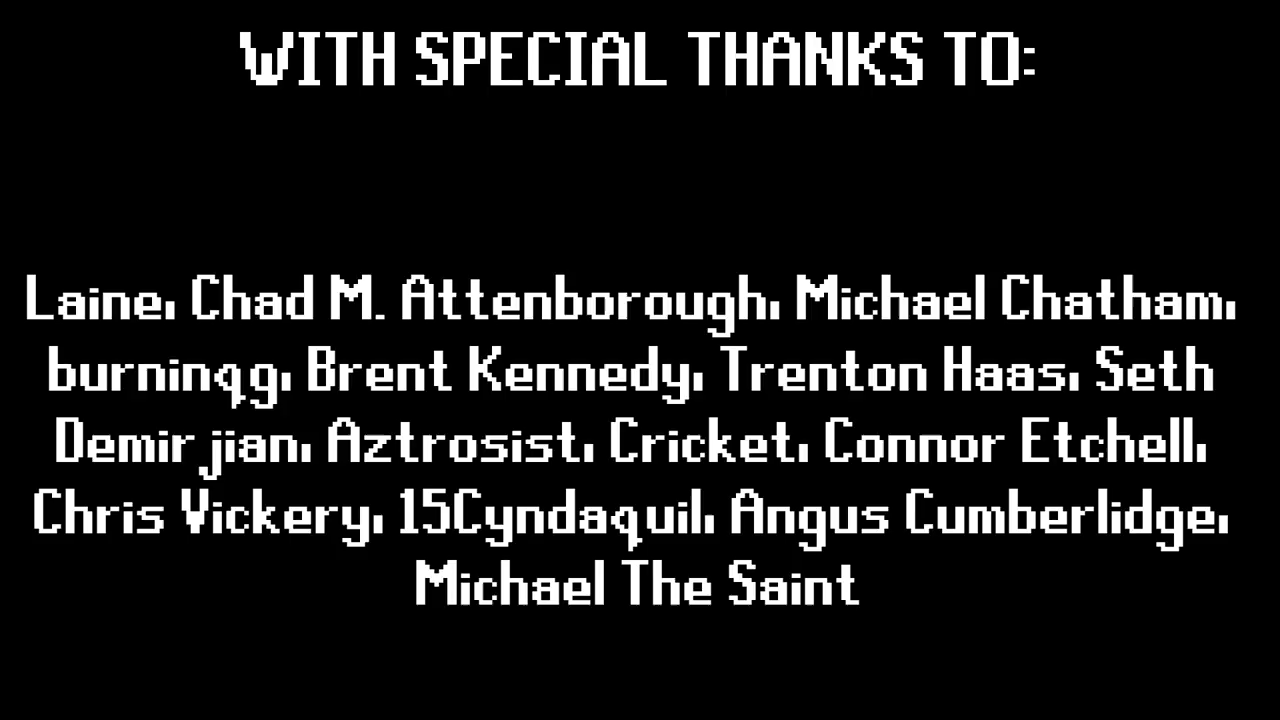 WITH SPECIAL THANKS TO:
Laine, Chad M. Attenborough, Michael Chatham,
burninqg, Brent Kennedy, Trenton Haas, Seth
Demirjian, Aztrosist, Cricket, Connor Etchell,
Chris Vickery, 15Cyndaquil, Angus Cumberlidge,
Michael The Saint